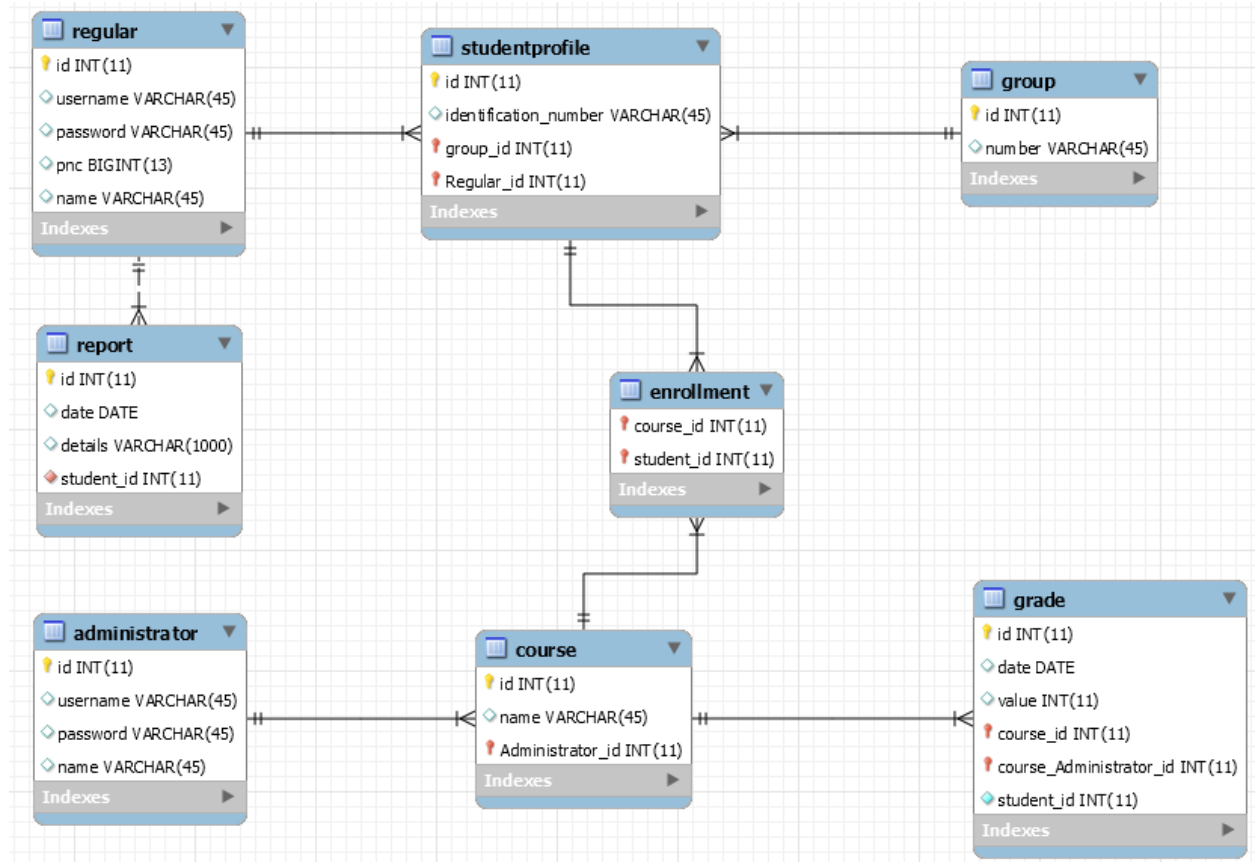 regular
id INT(11)
username VARCHAR(45)
password VARCHAR(45)
pnc BIGINT(13)
name VARCHAR(45)
Indexes
studentprofile
id INT(11)
identification_number VARCHAR(45)
group_id INT(11)
Regular_id INT(11)
Indexes
group
id INT(11)
number VARCHAR(45)
Indexes
report
id INT(11)
date DATE
details VARCHAR(1000)
student_id INT(11)
Indexes
enrollment
course_id INT(11)
student_id INT(11)
Indexes
administrator
id INT(11)
username VARCHAR(45)
password VARCHAR(45)
name VARCHAR(45)
Indexes
course
id INT(11)
name VARCHAR(45)
Administrator_id INT(11)
Indexes
grade
id INT(11)
date DATE
value INT(11)
course_id INT(11)
course_Administrator_id INT(11)
student_id INT(11)
Indexes